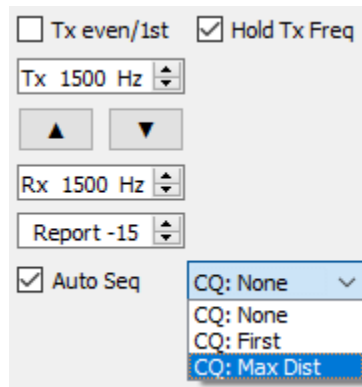 Tx even/1st Hold Tx Freq
Tx 1500 Hz
▲ ▼
Rx 1500 Hz
Report -15
Auto Seq CQ: None
CQ: None
CQ: First
CQ: Max Dist